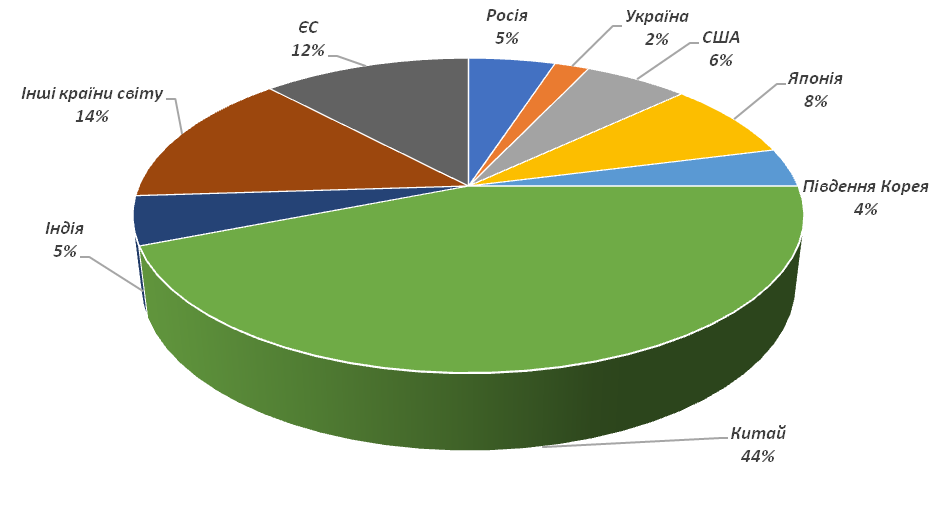 Росія
5%
Україна
2%
США
6%
Японія
8%
Південна Корея
4%
Китай
44%
Індія
5%
Інші країни світу
14%
ЄС
12%